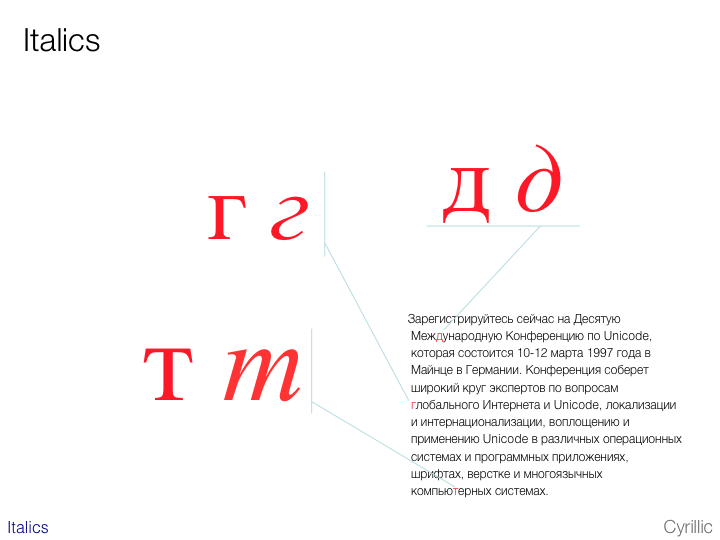 Italics
г г
д д
т т
Зарегистрируйтесь сейчас на Десятую
Международную Конференцию по Unicode,
которая состоится 10-12 марта 1997 года в
Майнце в Германии. Конференция соберет
широкий круг экспертов по вопросам
глобального Интернета и Unicode, локализации
и интернационализации, воплощению и
применению Unicode в различных операционных
системах и программных приложениях,
шрифтах, верстке и многоязычных
компьютерных системах.
Italics
Cyrillic